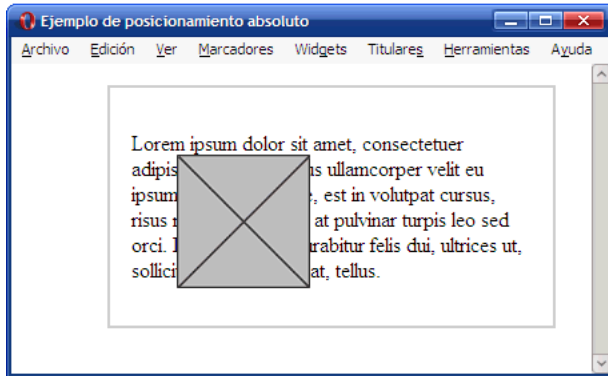 Ejemplo de posicionamiento absoluto
Archivo Edición Ver Marcadores Widgets Titulares Herramientas Ayuda
Lorem ipsum dolor sit amet, consectetuer
adipis us ullamcorper velit eu
ipsum est in volutpat cursus,
risus at pulvinar turpis leo sed
orci. rabitur felis dui, ultrices ut,
sollicit at, tellus.